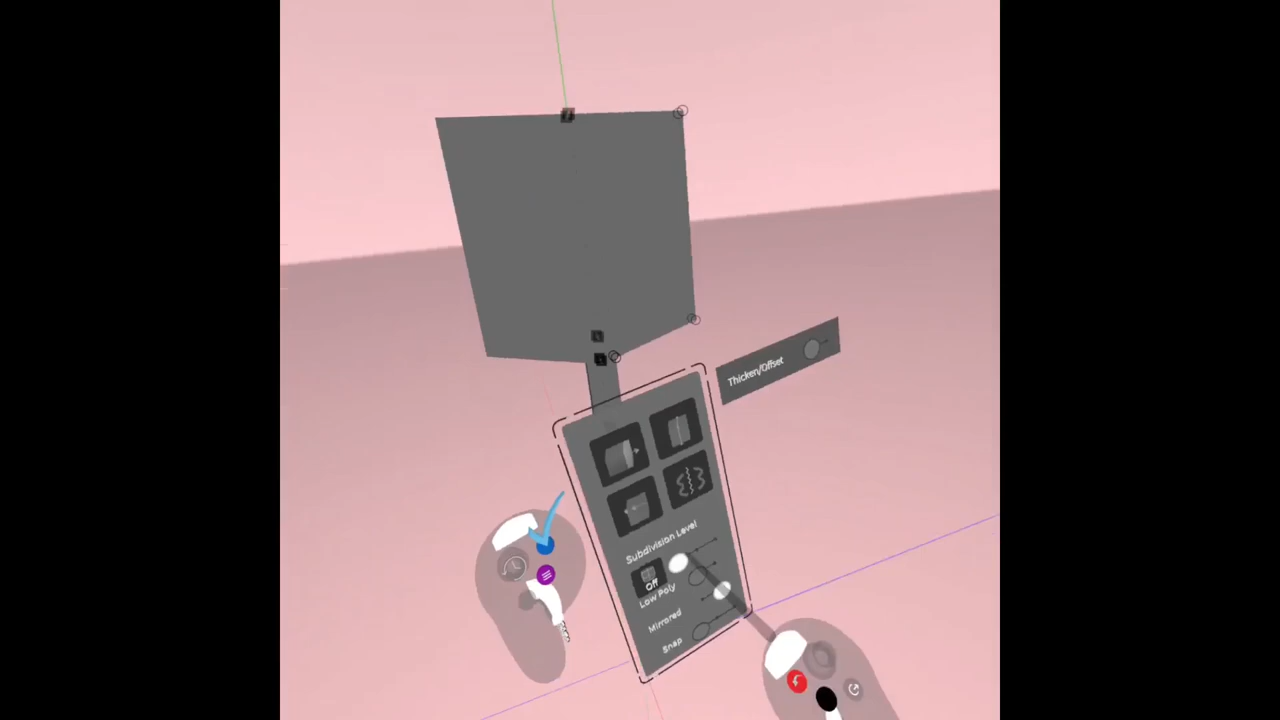 Thicken/Offset
Subdivision Level
Off
Low Poly
Mirrored
Snap